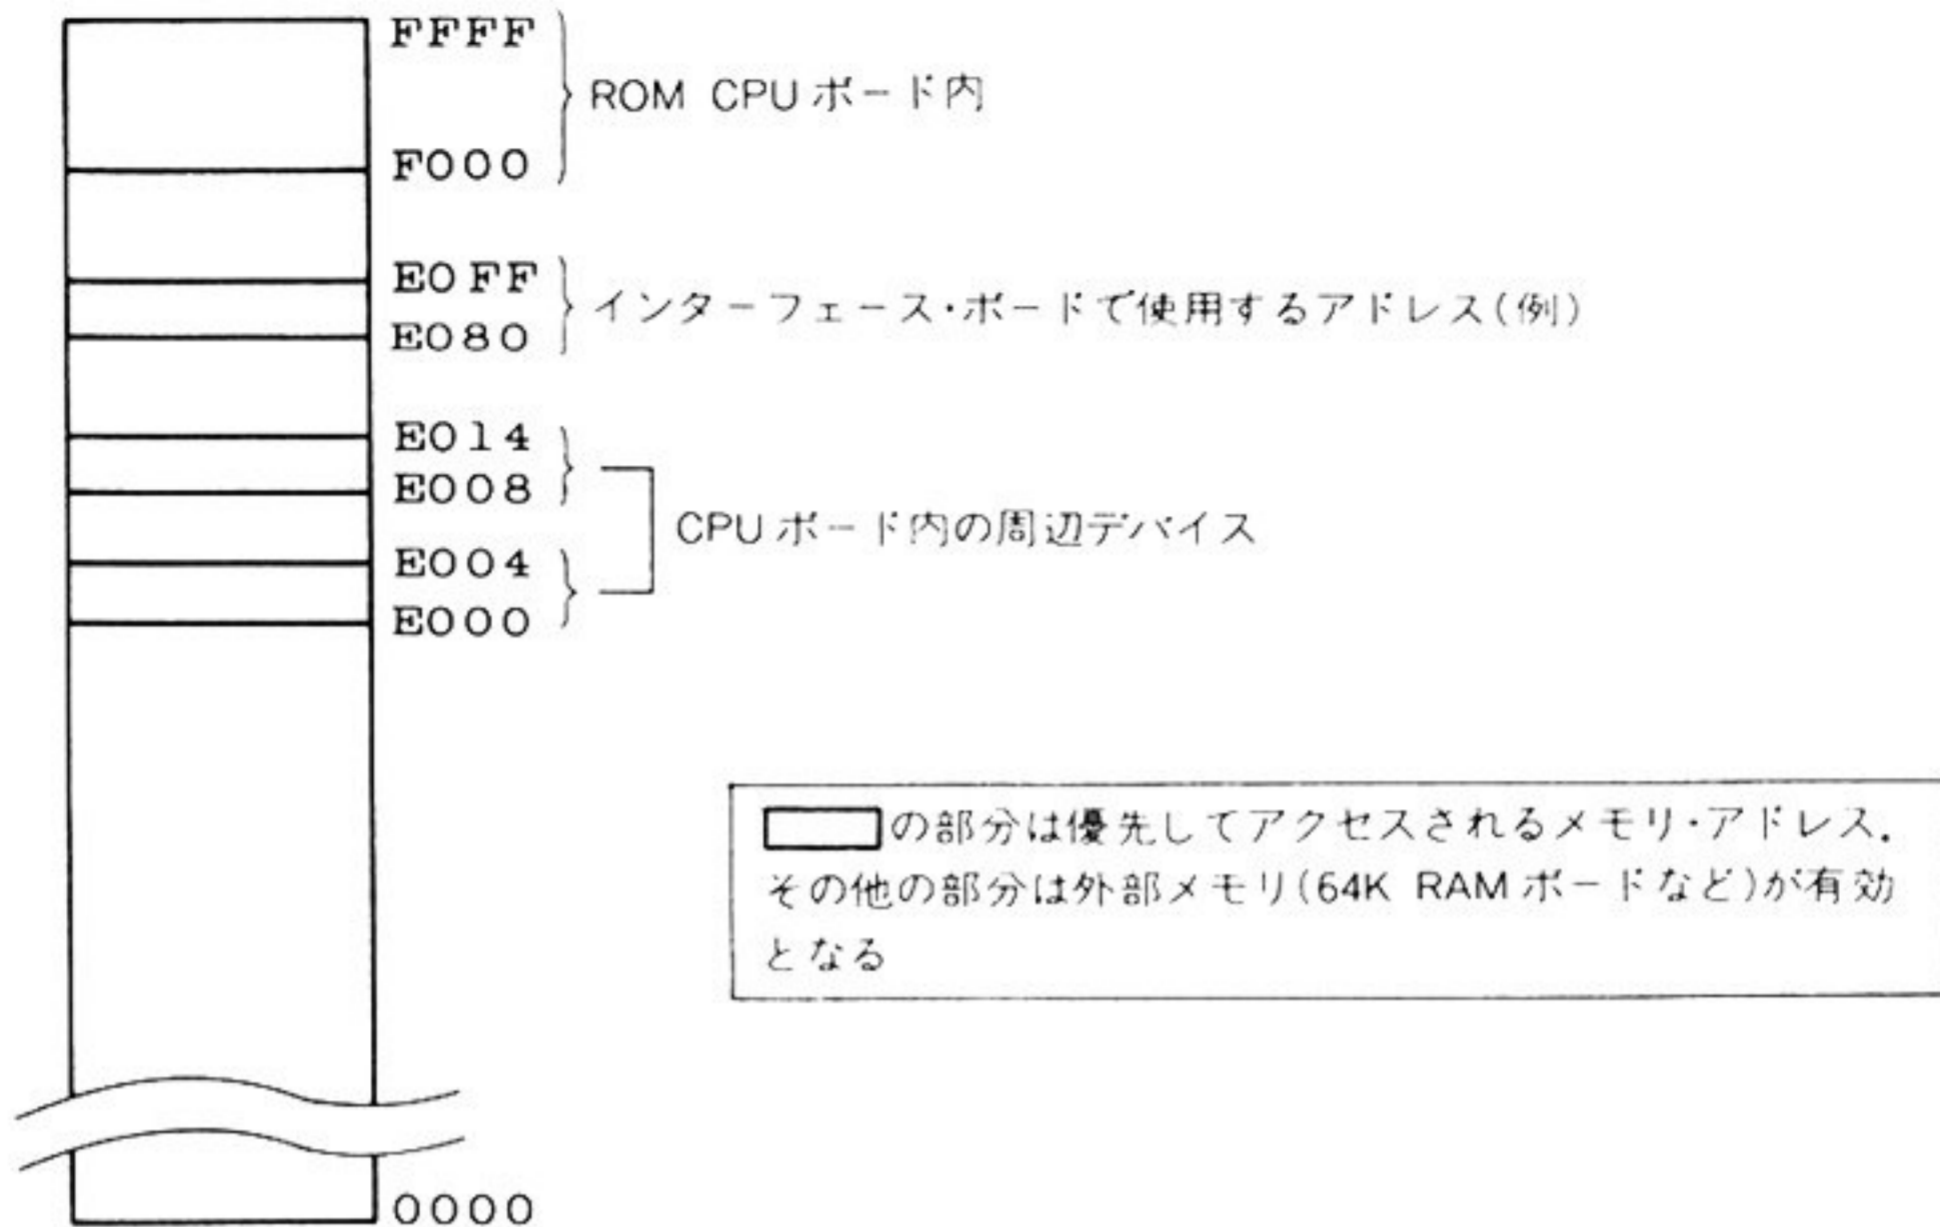 FFFF
ROM CPUボード内
F000
E0FF
インターフェース・ボードで使用するアドレス(例)
E080
E014
E008
CPUボード内の周辺デバイス
E004
E000
の部分は優先してアクセスされるメモリ・アドレス.
その他の部分は外部メモリ(64K RAMボードなど)が有効
となる
0000